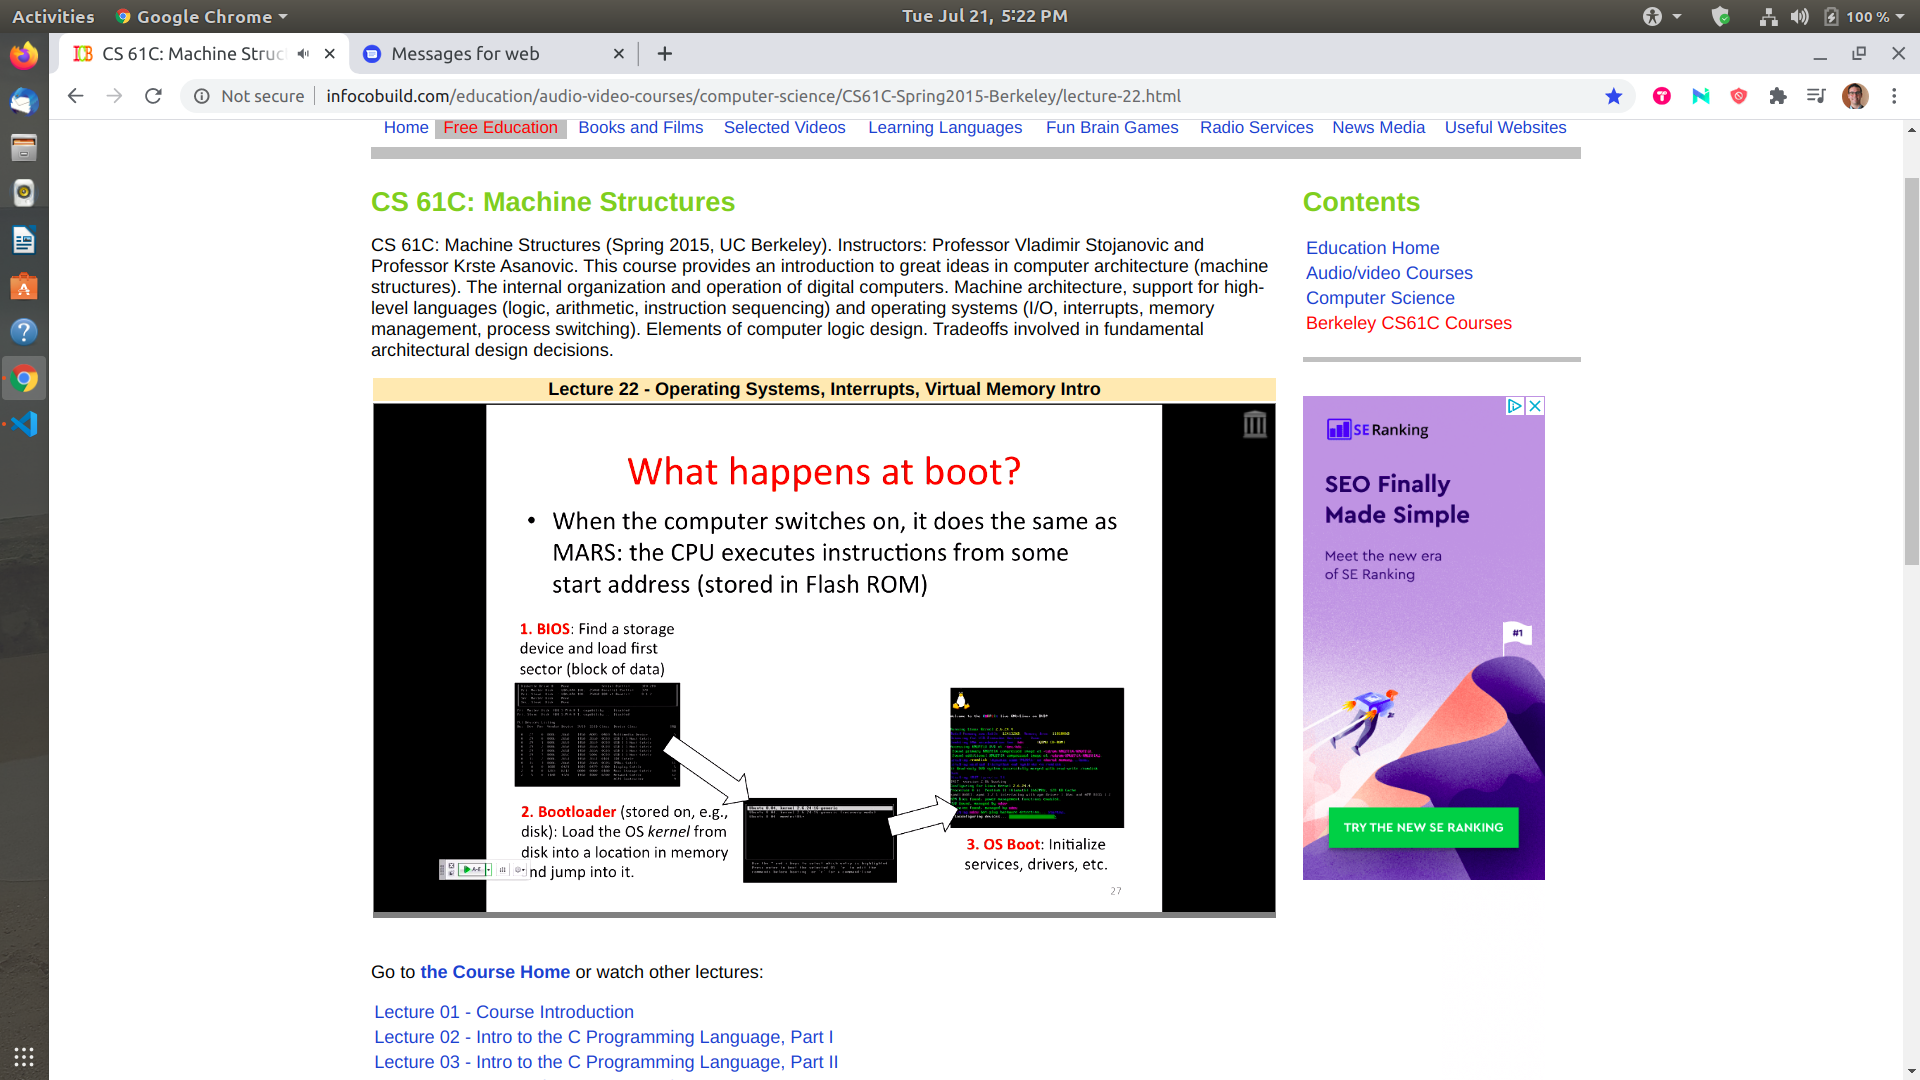 Activities
Google Chrome
Tue Jul 21, 5:22 PM
100 %
CS 61C: Machine Struc
Messages for web
Not secure
infocobuild.com/education/audio-video-courses/computer-science/CS61C-Spring2015-Berkeley/lecture-22.html
Home Free Education Books and Films Selected Videos Learning Languages Fun Brain Games Radio Services News Media Useful Websites
CS 61C: Machine Structures
CS 61C: Machine Structures (Spring 2015, UC Berkeley). Instructors: Professor Vladimir Stojanovic and
Professor Krste Asanovic. This course provides an introduction to great ideas in computer architecture (machine
structures). The internal organization and operation of digital computers. Machine architecture, support for high-
level languages (logic, arithmetic, instruction sequencing) and operating systems (I/O, interrupts, memory
management, process switching). Elements of computer logic design. Tradeoffs involved in fundamental
architectural design decisions.
Lecture 22 - Operating Systems, Interrupts, Virtual Memory Intro
What happens at boot?
• When the computer switches on, it does the same as
MARS: the CPU executes instructions from some
start address (stored in Flash ROM)
1. BIOS: Find a storage
device and load first
sector (block of data)
2. Bootloader (stored on, e.g.,
disk): Load the OS kernel from
disk into a location in memory
nd jump into it.
3. OS Boot: Initialize
services, drivers, etc.
27
Go to the Course Home or watch other lectures:
Lecture 01 - Course Introduction
Lecture 02 - Intro to the C Programming Language, Part I
Lecture 03 - Intro to the C Programming Language, Part II
Contents
Education Home
Audio/video Courses
Computer Science
Berkeley CS61C Courses
SE Ranking
SEO Finally
Made Simple
Meet the new era
of SE Ranking
#1
TRY THE NEW SE RANKING